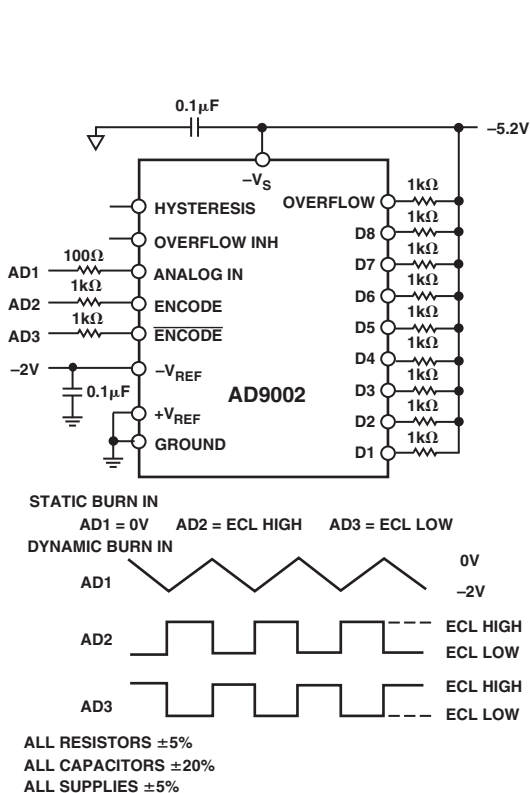 0.1μF
–5.2V
–VS
HYSTERESIS
OVERFLOW INH
ANALOG IN
ENCODE
ENCODE
–VREF
+VREF
GROUND
AD9002
AD1
100Ω
AD2
1kΩ
AD3
1kΩ
–2V
0.1μF
OVERFLOW
1kΩ
D8
1kΩ
D7
1kΩ
D6
1kΩ
D5
1kΩ
D4
1kΩ
D3
1kΩ
D2
1kΩ
D1
1kΩ
STATIC BURN IN
AD1 = 0V AD2 = ECL HIGH AD3 = ECL LOW
DYNAMIC BURN IN
AD1
0V
–2V
AD2
ECL HIGH
ECL LOW
AD3
ECL HIGH
ECL LOW
ALL RESISTORS ±5%
ALL CAPACITORS ±20%
ALL SUPPLIES ±5%